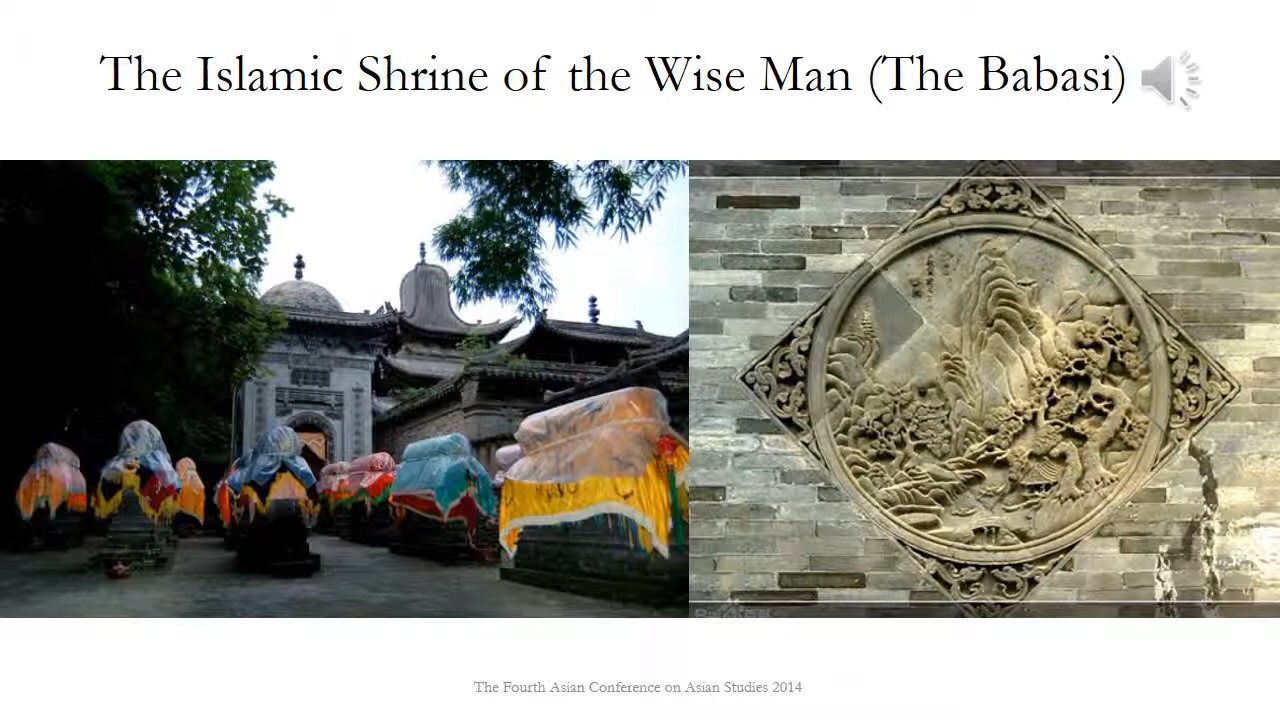 The Islamic Shrine of the Wise Man (The Babasi)
The Fourth Asian Conference on Asian Studies 2014